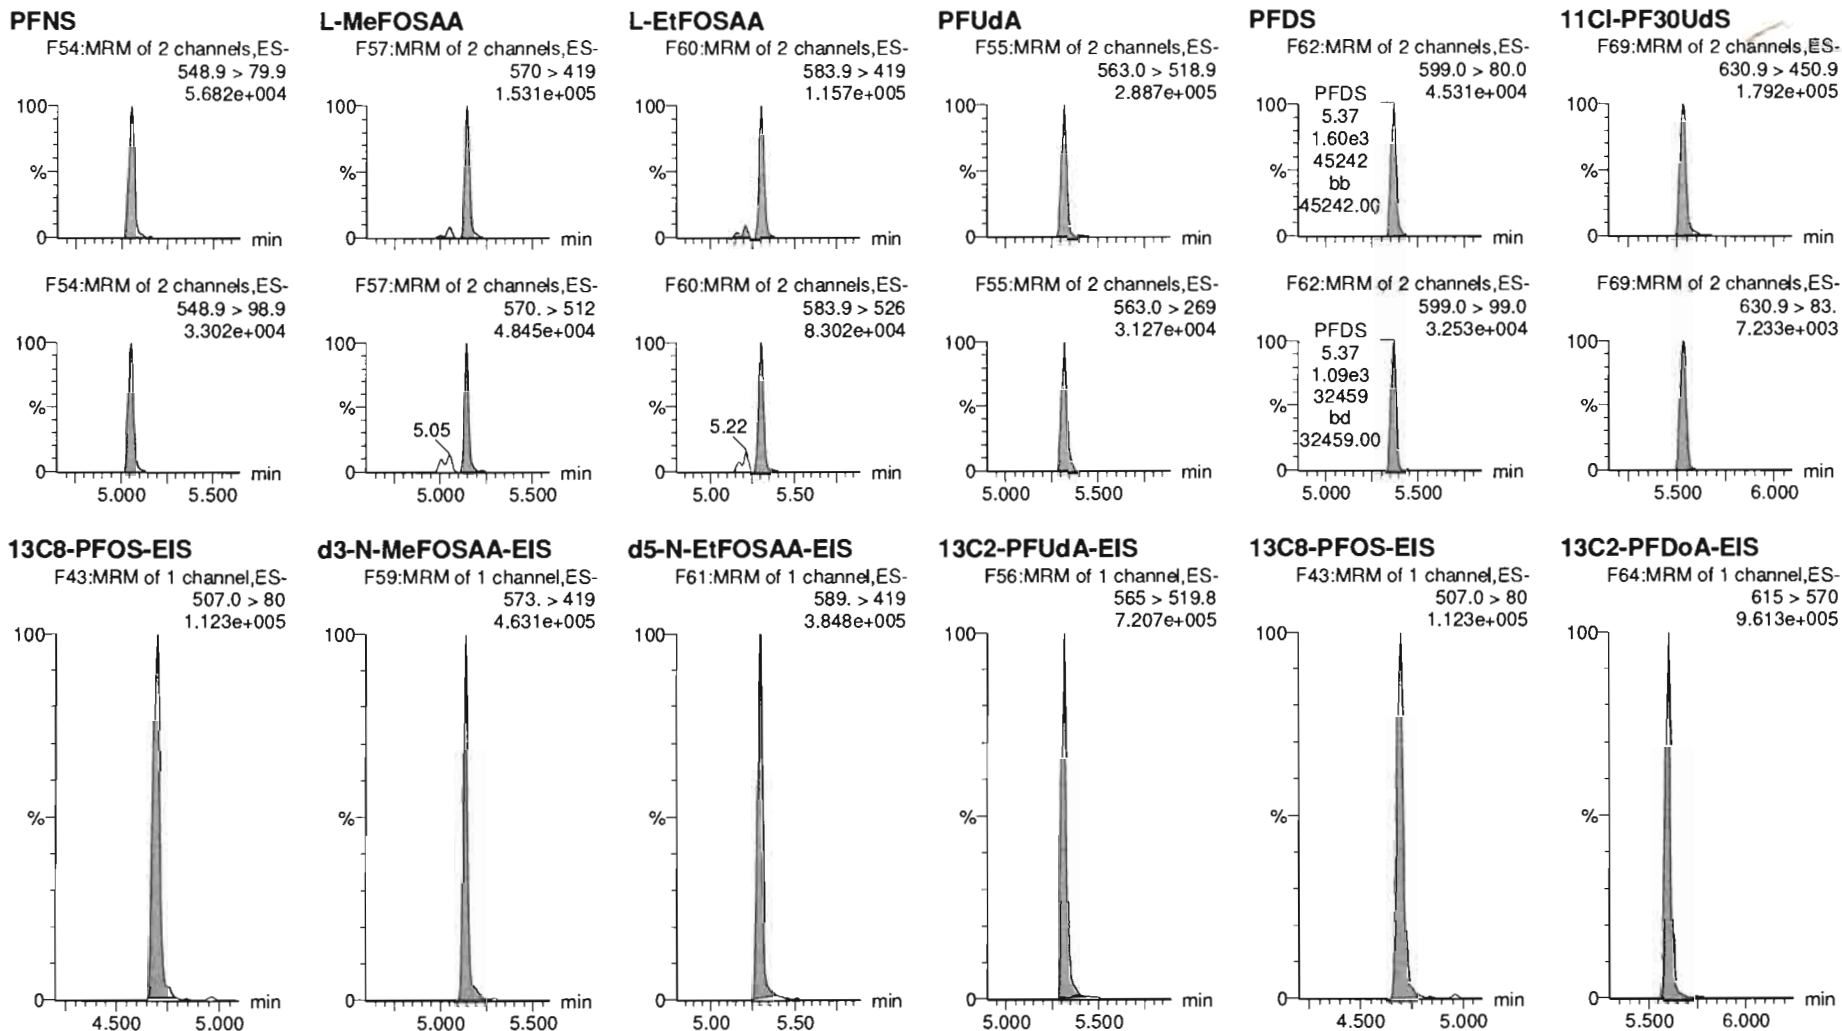 PFNS
F54:MRM of 2 channels,ES-
548.9 > 79.9
5.682e+004
100
%
0
min
F54:MRM of 2 channels,ES-
548.9 > 98.9
3.302e+004
100
%
0
min
5.000 5.500
L-MeFOSAA
F57:MRM of 2 channels,ES-
570 > 419
1.531e+005
100
%
0
min
F57:MRM of 2 channels,ES-
570. > 512
4.845e+004
100
%
5.05
0
min
5.000 5.500
L-EtFOSAA
F60:MRM of 2 channels,ES-
583.9 > 419
1.157e+005
100
%
0
min
F60:MRM of 2 channels,ES-
583.9 > 526
8.302e+004
100
%
5.22
0
min
5.00 5.50
PFUdA
F55:MRM of 2 channels,ES-
563.0 > 518.9
2.887e+005
100
%
0
min
F55:MRM of 2 channels,ES-
563.0 > 269
3.127e+004
100
%
0
min
5.000 5.500
PFDS
F62:MRM of 2 channels,ES-
599.0 > 80.0
4.531e+004
100
PFDS
5.37
1.60e3
45242
bb
45242.00
%
0
min
F62:MRM of 2 channels,ES-
599.0 > 99.0
3.253e+004
100
PFDS
5.37
1.09e3
32459
bd
32459.00
%
0
min
5.000 5.500
11Cl-PF30UdS
F69:MRM of 2 channels,ES-
630.9 > 450.9
1.792e+005
100
%
0
min
F69:MRM of 2 channels,ES-
630.9 > 83.
7.233e+003
100
%
0
min
5.500 6.000
13C8-PFOS-EIS
F43:MRM of 1 channel,ES-
507.0 > 80
1.123e+005
100
%
0
min
4.500 5.000
d3-N-MeFOSAA-EIS
F59:MRM of 1 channel,ES-
573. > 419
4.631e+005
100
%
0
min
5.000 5.500
d5-N-EtFOSAA-EIS
F61:MRM of 1 channel,ES-
589. > 419
3.848e+005
100
%
0
min
5.00 5.50
13C2-PFUdA-EIS
F56:MRM of 1 channel,ES-
565 > 519.8
7.207e+005
100
%
0
min
5.000 5.500
13C8-PFOS-EIS
F43:MRM of 1 channel,ES-
507.0 > 80
1.123e+005
100
%
0
min
4.500 5.000
13C2-PFDoA-EIS
F64:MRM of 1 channel,ES-
615 > 570
9.613e+005
100
%
0
min
5.500 6.000